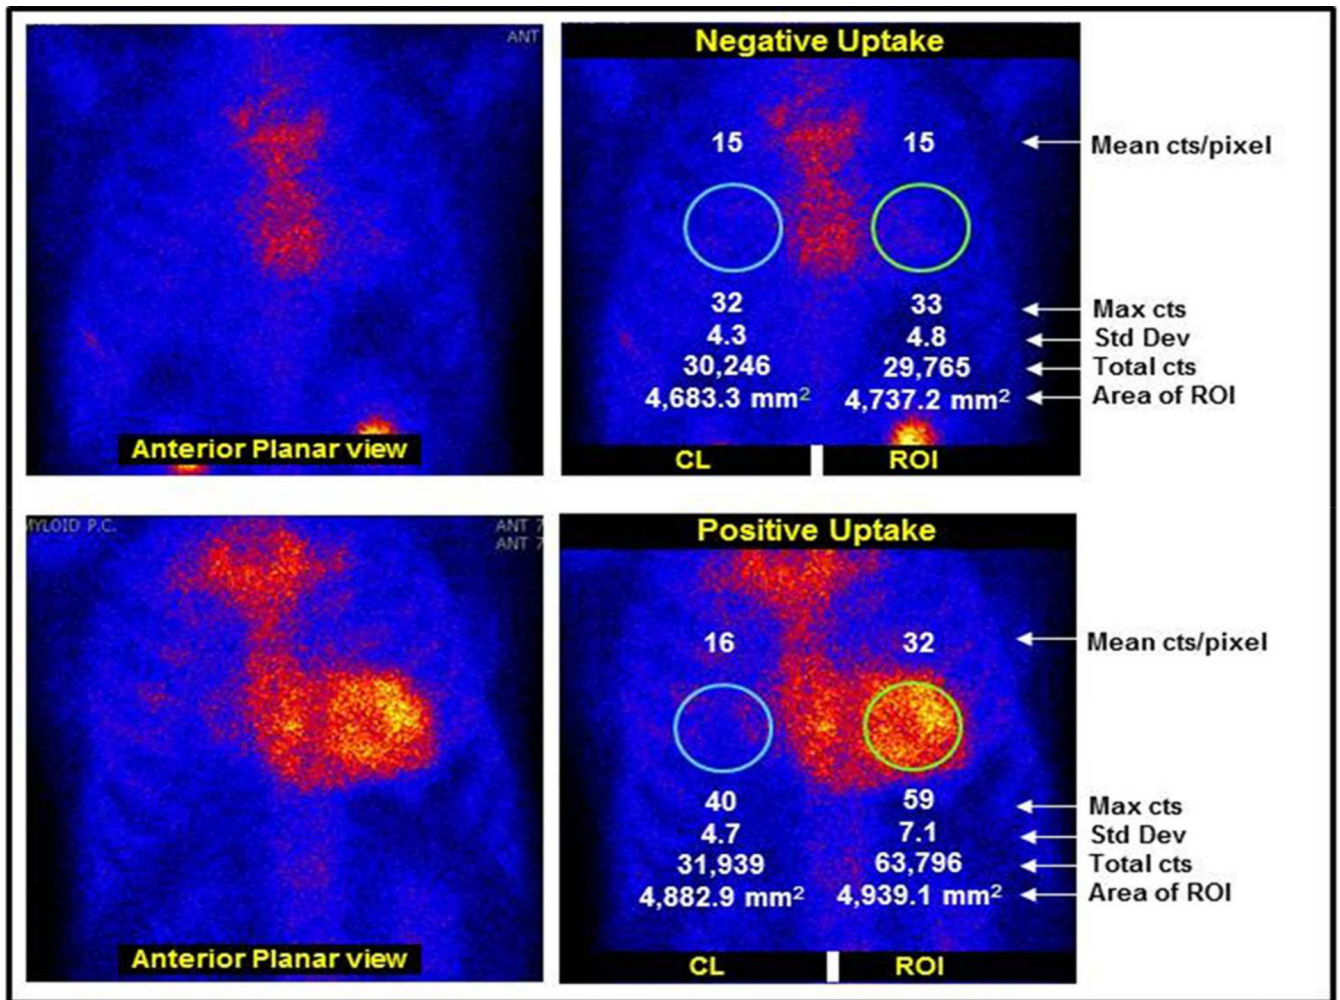 ANT
Anterior Planar view
Negative Uptake
15 15 Mean cts/pixel
32 33 Max cts
4.3 4.8 Std Dev
30,246 29,765 Total cts
4,683.3 mm² 4,737.2 mm² Area of ROI
CL ROI
MYLOID P.C.
ANT 7
ANT 7
Anterior Planar view
Positive Uptake
16 32 Mean cts/pixel
40 59 Max cts
4.7 7.1 Std Dev
31,939 63,796 Total cts
4,882.9 mm² 4,939.1 mm² Area of ROI
CL ROI